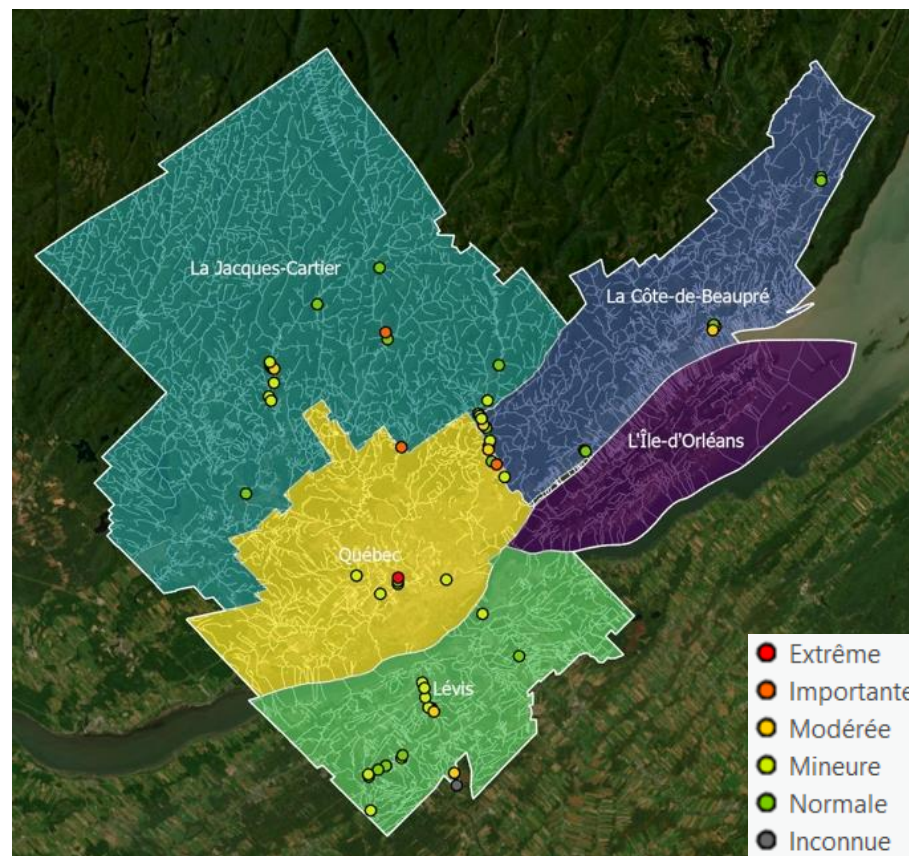 La Jacques-Cartier
La Côte-de-Beaupré
L'Île-d'Orléans
Québec
Lévis
Extrême
Importante
Modérée
Mineure
Normale
Inconnue